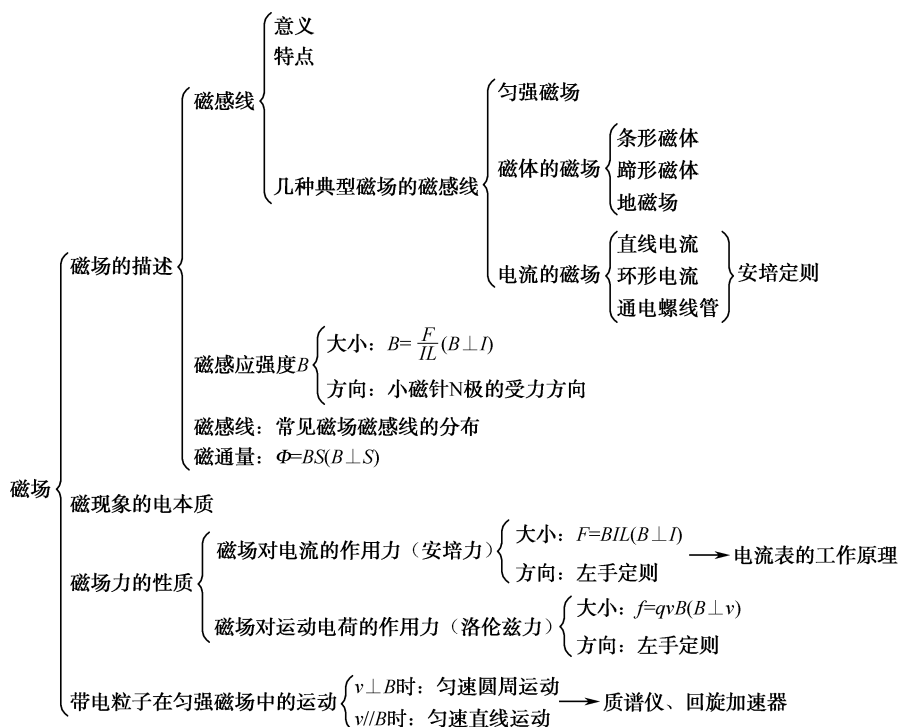 意义
特点
磁感线
匀强磁场
条形磁体
磁体的磁场
蹄形磁体
几种典型磁场的磁感线
地磁场
直线电流
磁场的描述
电流的磁场
环形电流
安培定则
通电螺线管
大小：B=F/IL(B⊥I)
磁感应强度B
方向：小磁针N极的受力方向
磁感线：常见磁场磁感线的分布
磁通量：Φ=BS(B⊥S)
磁场
磁现象的电本质
大小：F=BIL(B⊥I)
磁场对电流的作用力（安培力）
电流表的工作原理
方向：左手定则
磁场力的性质
大小：f=qvB(B⊥v)
磁场对运动电荷的作用力（洛伦兹力）
方向：左手定则
v⊥B时：匀速圆周运动
带电粒子在匀强磁场中的运动
质谱仪、回旋加速器
v//B时：匀速直线运动